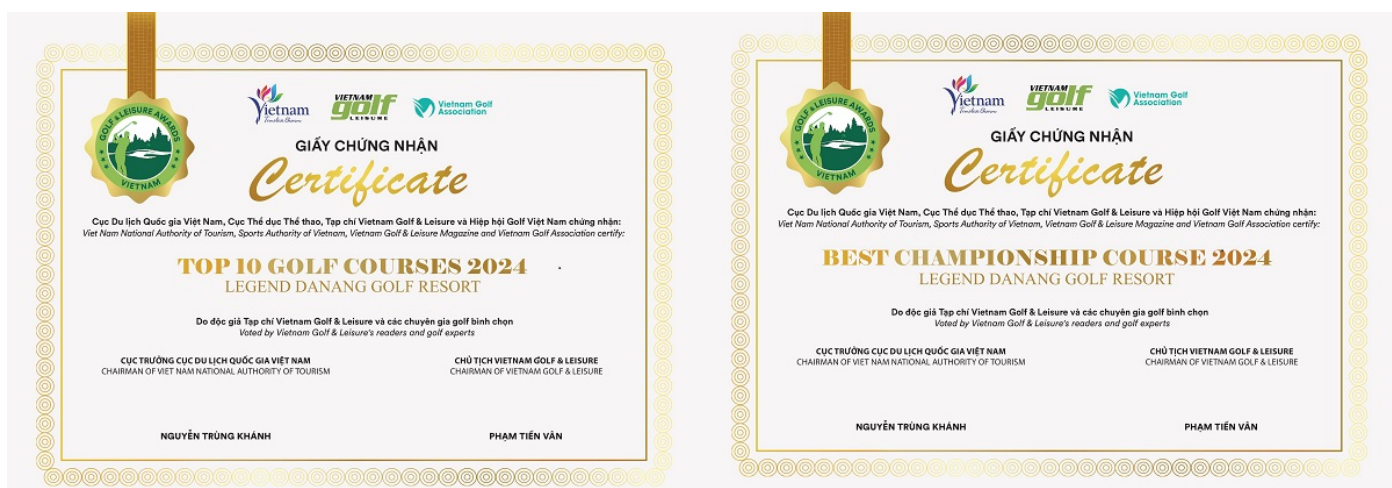 GOLF & LEISURE AWARDS
VIETNAM
Vietnam
Timeless Charm
VIETNAM
golf
LEISURE
Vietnam Golf
Association
GIẤY CHỨNG NHẬN
Certificate
Cục Du lịch Quốc gia Việt Nam, Cục Thể dục Thể thao, Tạp chí Vietnam Golf & Leisure và Hiệp hội Golf Việt Nam chứng nhận:
Viet Nam National Authority of Tourism, Sports Authority of Vietnam, Vietnam Golf & Leisure Magazine and Vietnam Golf Association certify:
TOP 10 GOLF COURSES 2024
LEGEND DANANG GOLF RESORT
Do độc giả Tạp chí Vietnam Golf & Leisure và các chuyên gia golf bình chọn
Voted by Vietnam Golf & Leisure's readers and golf experts
CỤC TRƯỞNG CỤC DU LỊCH QUỐC GIA VIỆT NAM
CHAIRMAN OF VIET NAM NATIONAL AUTHORITY OF TOURISM
NGUYỄN TRÙNG KHÁNH
CHỦ TỊCH VIETNAM GOLF & LEISURE
CHAIRMAN OF VIETNAM GOLF & LEISURE
PHẠM TIẾN VÂN
GOLF & LEISURE AWARDS
VIETNAM
Vietnam
Timeless Charm
VIETNAM
golf
LEISURE
Vietnam Golf
Association
GIẤY CHỨNG NHẬN
Certificate
Cục Du lịch Quốc gia Việt Nam, Cục Thể dục Thể thao, Tạp chí Vietnam Golf & Leisure và Hiệp hội Golf Việt Nam chứng nhận:
Viet Nam National Authority of Tourism, Sports Authority of Vietnam, Vietnam Golf & Leisure Magazine and Vietnam Golf Association certify:
BEST CHAMPIONSHIP COURSE 2024
LEGEND DANANG GOLF RESORT
Do độc giả Tạp chí Vietnam Golf & Leisure và các chuyên gia golf bình chọn
Voted by Vietnam Golf & Leisure's readers and golf experts
CỤC TRƯỞNG CỤC DU LỊCH QUỐC GIA VIỆT NAM
CHAIRMAN OF VIET NAM NATIONAL AUTHORITY OF TOURISM
NGUYỄN TRÙNG KHÁNH
CHỦ TỊCH VIETNAM GOLF & LEISURE
CHAIRMAN OF VIETNAM GOLF & LEISURE
PHẠM TIẾN VÂN